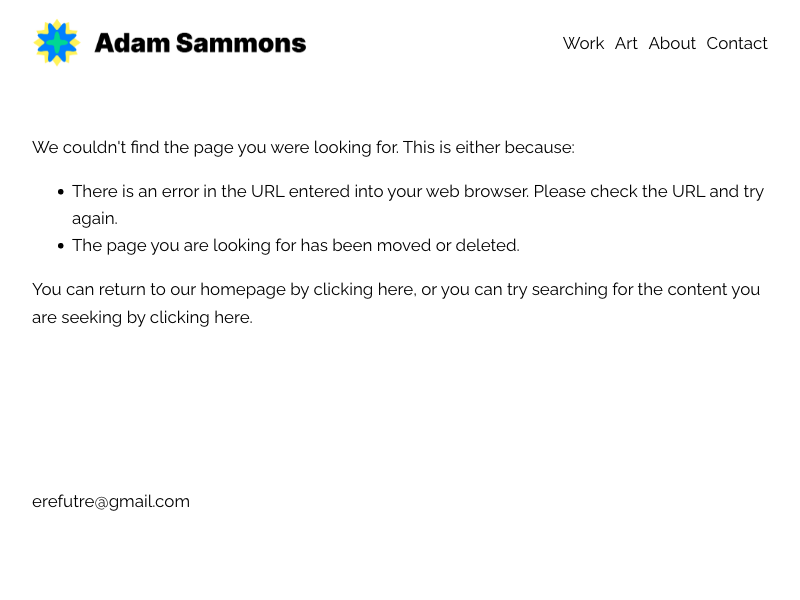 Adam Sammons
Work Art About Contact
We couldn't find the page you were looking for. This is either because:
There is an error in the URL entered into your web browser. Please check the URL and try
again.
The page you are looking for has been moved or deleted.
You can return to our homepage by clicking here, or you can try searching for the content you
are seeking by clicking here.
erefutre@gmail.com